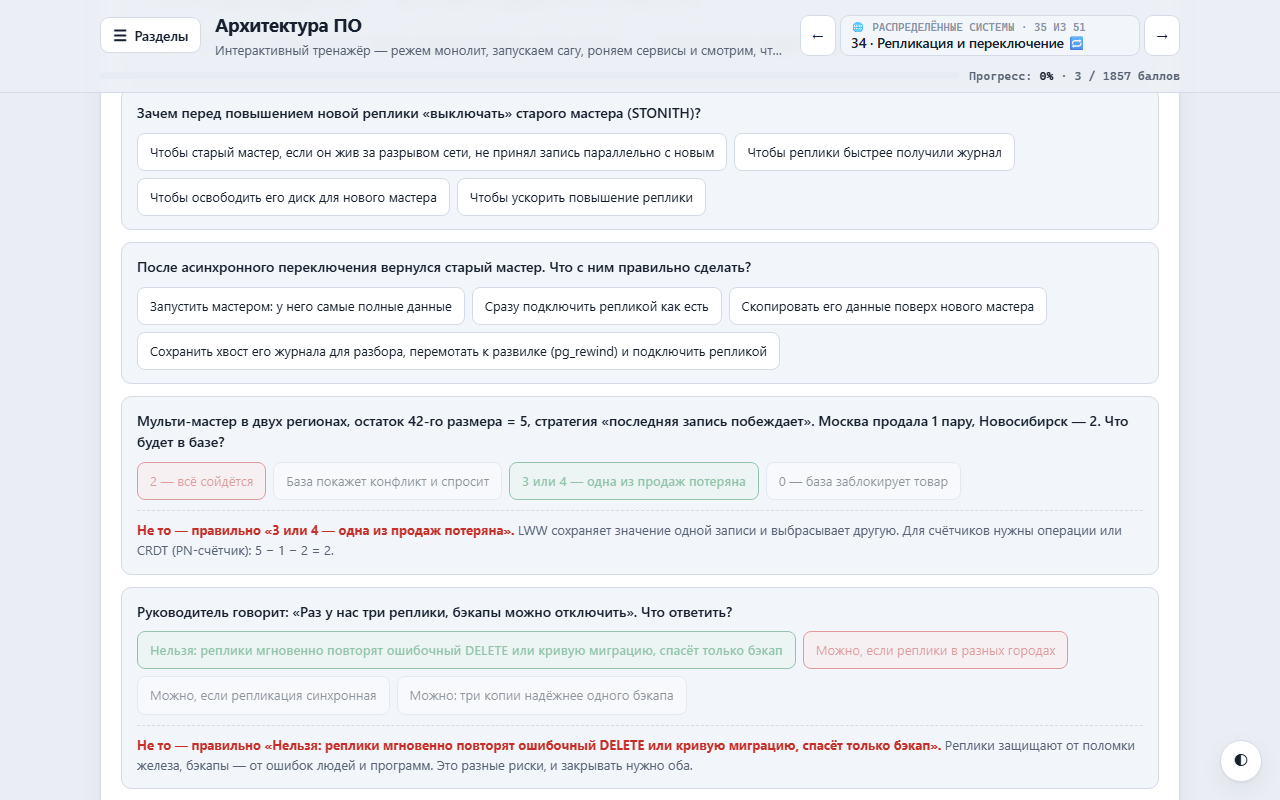 ☰ Разделы
Архитектура ПО
Интерактивный тренажёр — режем монолит, запускаем сагу, роняем сервисы и смотрим, чт...
←
РАСПРЕДЕЛЁННЫЕ СИСТЕМЫ · 35 ИЗ 51
34 · Репликация и переключение
→
Прогресс: 0% · 3 / 1857 баллов
Зачем перед повышением новой реплики «выключать» старого мастера (STONITH)?
Чтобы старый мастер, если он жив за разрывом сети, не принял запись параллельно с новым
Чтобы реплики быстрее получили журнал
Чтобы освободить его диск для нового мастера
Чтобы ускорить повышение реплики
После асинхронного переключения вернулся старый мастер. Что с ним правильно сделать?
Запустить мастером: у него самые полные данные
Сразу подключить репликой как есть
Скопировать его данные поверх нового мастера
Сохранить хвост его журнала для разбора, перемотать к развилке (pg_rewind) и подключить репликой
Мульти-мастер в двух регионах, остаток 42-го размера = 5, стратегия «последняя запись побеждает». Москва продала 1 пару, Новосибирск — 2. Что
будет в базе?
2 — всё сойдётся
База покажет конфликт и спросит
3 или 4 — одна из продаж потеряна
0 — база заблокирует товар
Не то — правильно «3 или 4 — одна из продаж потеряна». LWW сохраняет значение одной записи и выбрасывает другую. Для счётчиков нужны операции или
CRDT (PN-счётчик): 5 − 1 − 2 = 2.
Руководитель говорит: «Раз у нас три реплики, бэкапы можно отключить». Что ответить?
Нельзя: реплики мгновенно повторят ошибочный DELETE или кривую миграцию, спасёт только бэкап
Можно, если реплики в разных городах
Можно, если репликация синхронная
Можно: три копии надёжнее одного бэкапа
Не то — правильно «Нельзя: реплики мгновенно повторят ошибочный DELETE или кривую миграцию, спасёт только бэкап». Реплики защищают от поломки
железа, бэкапы — от ошибок людей и программ. Это разные риски, и закрывать нужно оба.